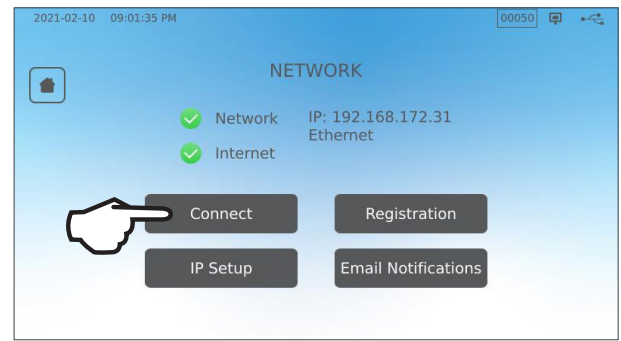 2021-02-10 09:01:35 PM 00050
NETWORK
Network IP: 192.168.172.31
Ethernet
Internet
Connect Registration
IP Setup Email Notifications